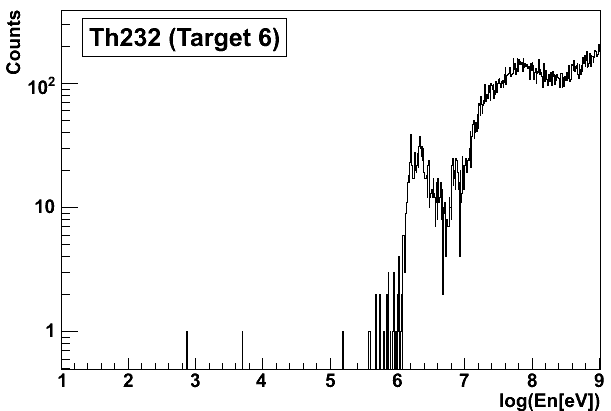 Counts
Th232 (Target 6)
10²
10
1
1 2 3 4 5 6 7 8 9
log(En[eV])